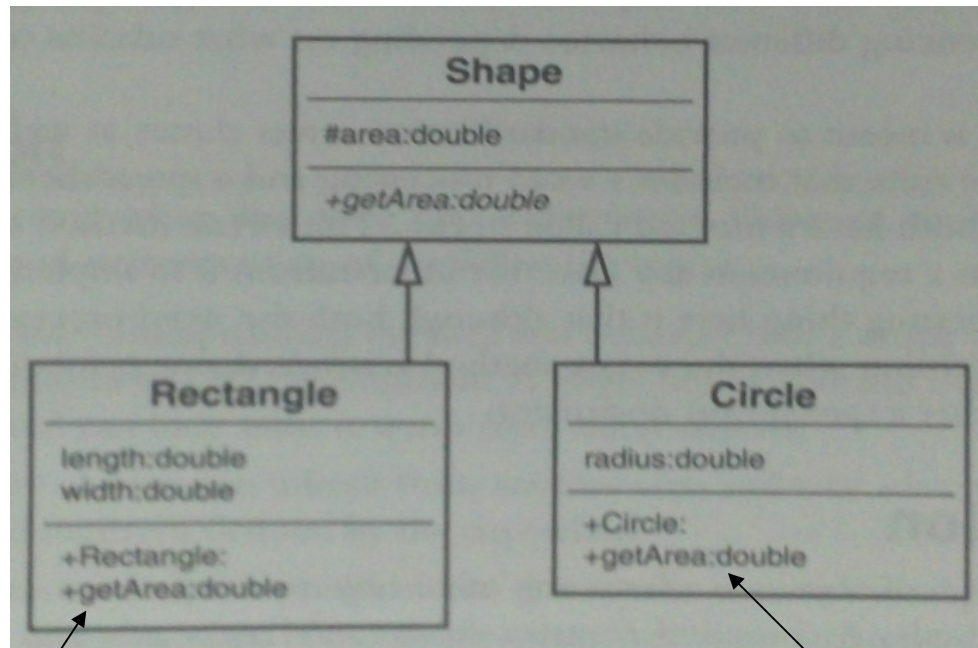 Shape
#area:double
+getArea:double
Rectangle
length:double
width:double
+Rectangle:
+getArea:double
Circle
radius:double
+Circle:
+getArea:double